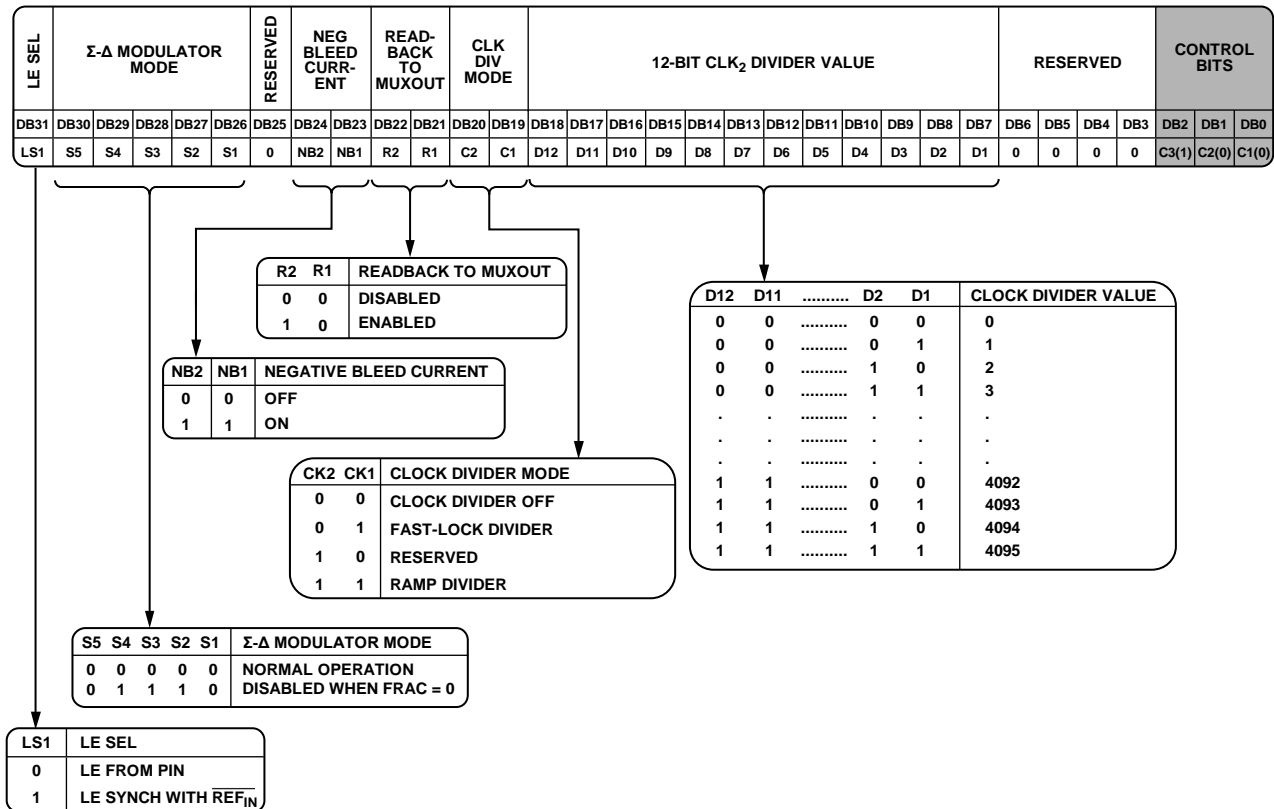 LE SEL
Σ-Δ MODULATOR
MODE
RESERVED
NEG
BLEED
CURR-
ENT
READ-
BACK
TO
MUXOUT
CLK
DIV
MODE
12-BIT CLK2 DIVIDER VALUE
RESERVED
CONTROL
BITS
DB31 DB30 DB29 DB28 DB27 DB26 DB25 DB24 DB23 DB22 DB21 DB20 DB19 DB18 DB17 DB16 DB15 DB14 DB13 DB12 DB11 DB10 DB9 DB8 DB7 DB6 DB5 DB4 DB3 DB2 DB1 DB0
LS1 S5 S4 S3 S2 S1 0 NB2 NB1 R2 R1 C2 C1 D12 D11 D10 D9 D8 D7 D6 D5 D4 D3 D2 D1 0 0 0 0 C3(1) C2(0) C1(0)
R2 R1 READBACK TO MUXOUT
0 0 DISABLED
1 0 ENABLED
D12 D11 .......... D2 D1 CLOCK DIVIDER VALUE
0 0 .......... 0 0 0
0 0 .......... 0 1 1
0 0 .......... 1 0 2
0 0 .......... 1 1 3
. . .......... . . .
. . .......... . . .
. . .......... . . .
1 1 .......... 0 0 4092
1 1 .......... 0 1 4093
1 1 .......... 1 0 4094
1 1 .......... 1 1 4095
NB2 NB1 NEGATIVE BLEED CURRENT
0 0 OFF
1 1 ON
CK2 CK1 CLOCK DIVIDER MODE
0 0 CLOCK DIVIDER OFF
0 1 FAST-LOCK DIVIDER
1 0 RESERVED
1 1 RAMP DIVIDER
S5 S4 S3 S2 S1 Σ-Δ MODULATOR MODE
0 0 0 0 0 NORMAL OPERATION
0 1 1 1 0 DISABLED WHEN FRAC = 0
LS1 LE SEL
0 LE FROM PIN
1 LE SYNCH WITH REFIN